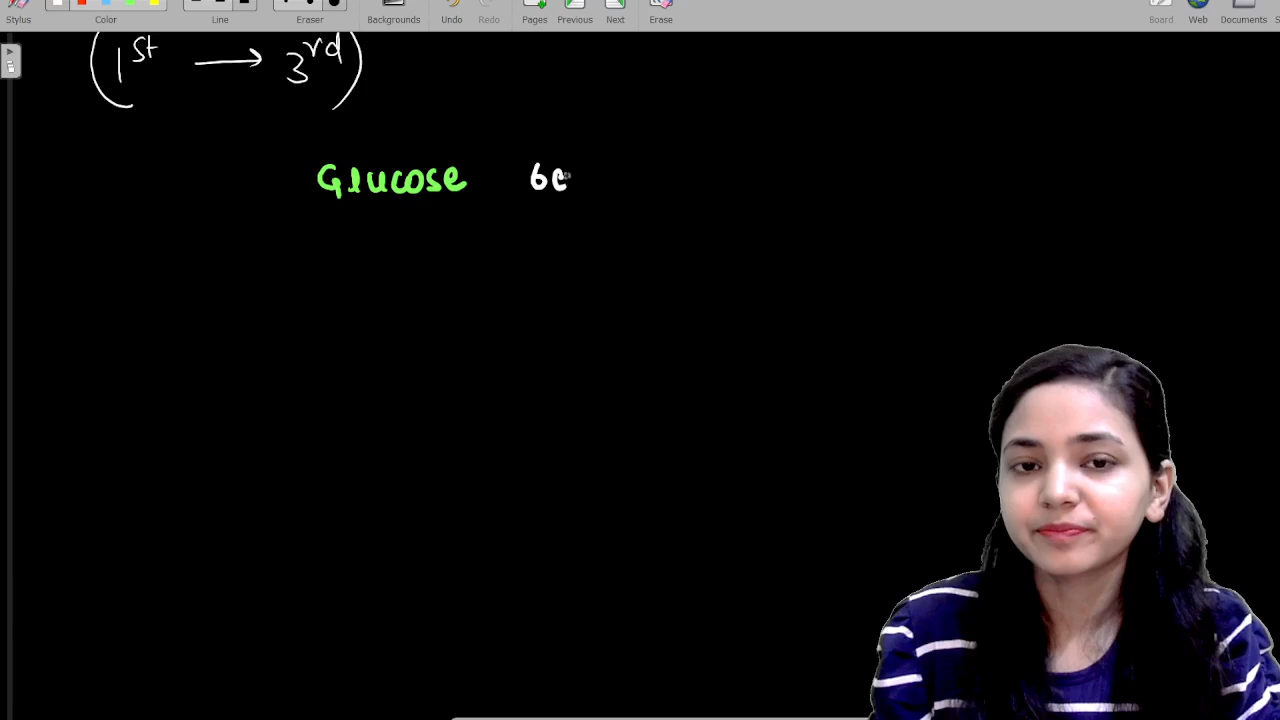 Stylus Color Line Eraser Backgrounds Undo Redo Pages Previous Next Erase Board Web Documents S
(1st → 3rd)
Glucose 6c